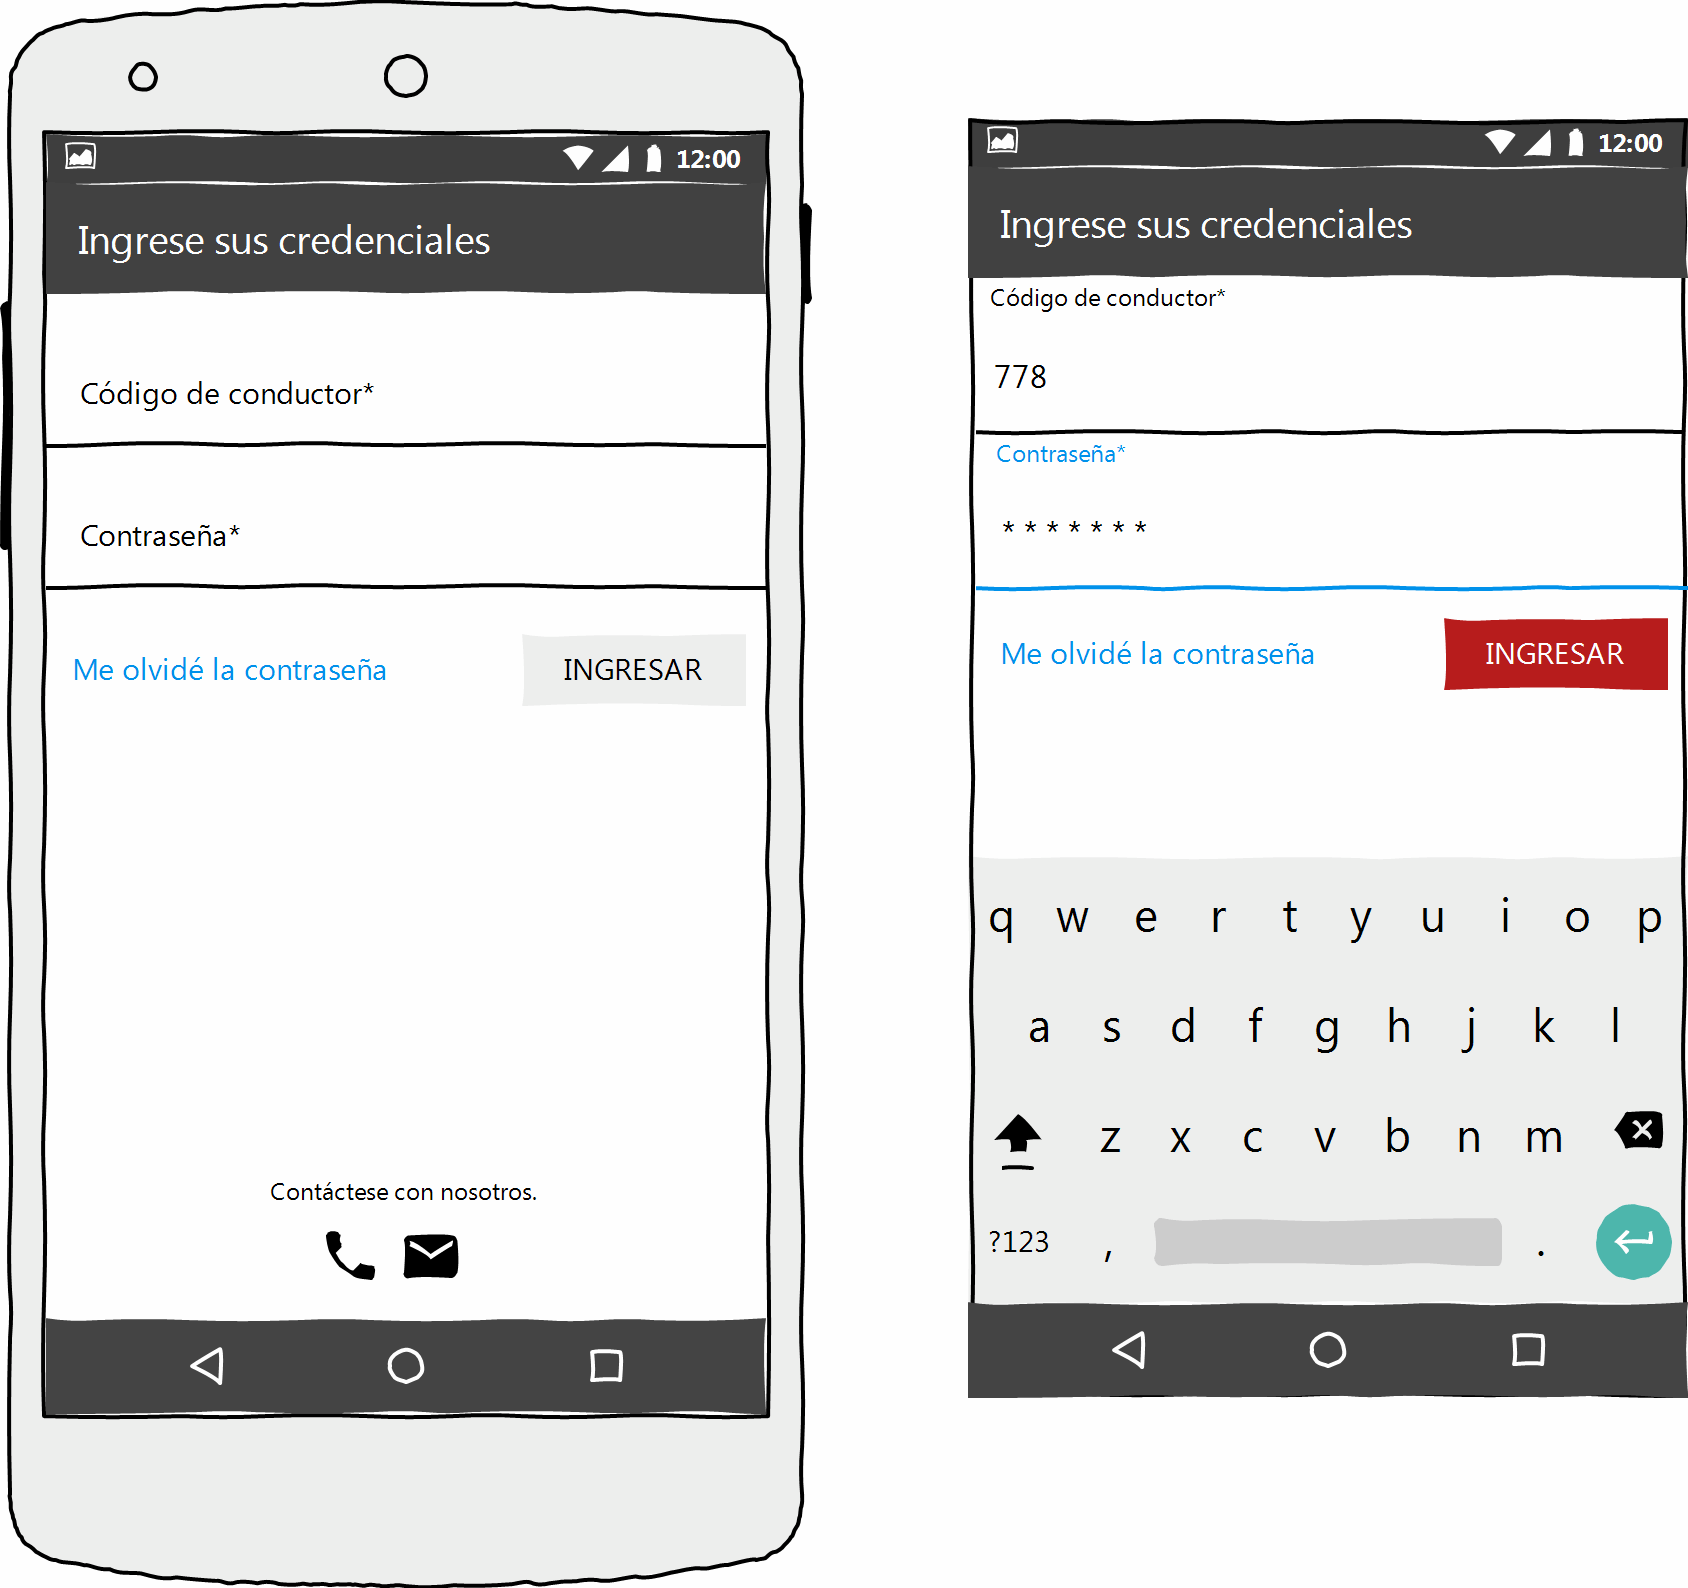 12:00
Ingrese sus credenciales
Código de conductor*
Contraseña*
Me olvidé la contraseña
INGRESAR
Contáctese con nosotros.
12:00
Ingrese sus credenciales
Código de conductor*
778
Contraseña*
* * * * * * *
Me olvidé la contraseña
INGRESAR
q w e r t y u i o p
a s d f g h j k l
z x c v b n m
?123 , .